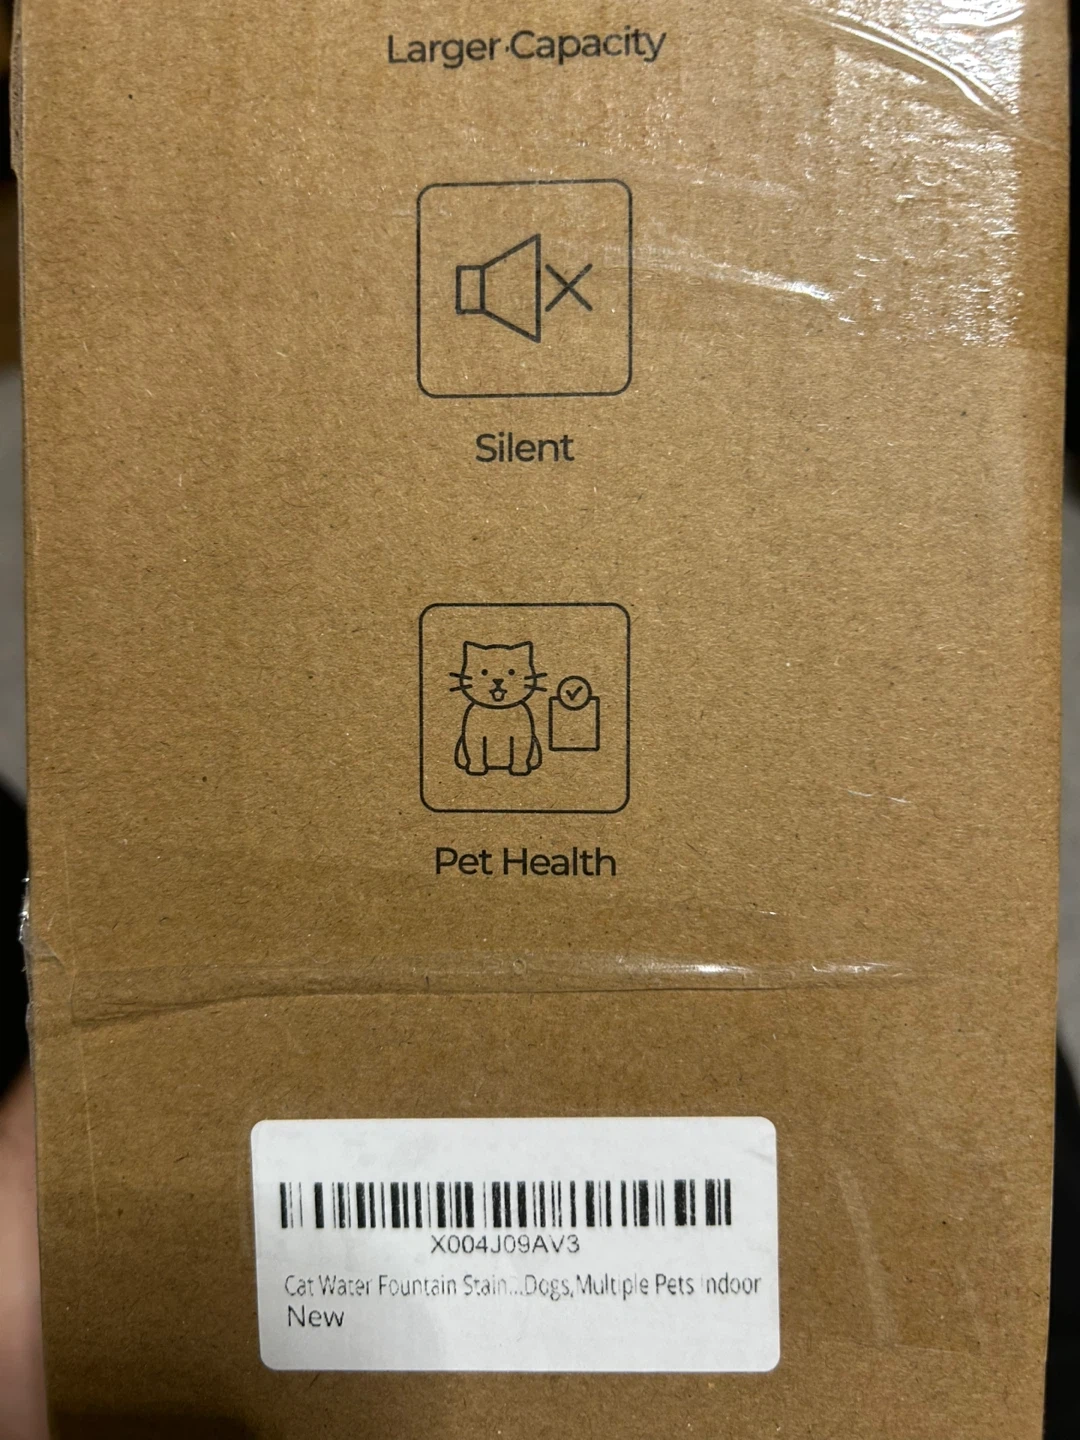 Larger Capacity
Silent
Pet Health
X004J09AV3
Cat Water Fountain Stain...Dogs,Multiple Pets Indoor
New